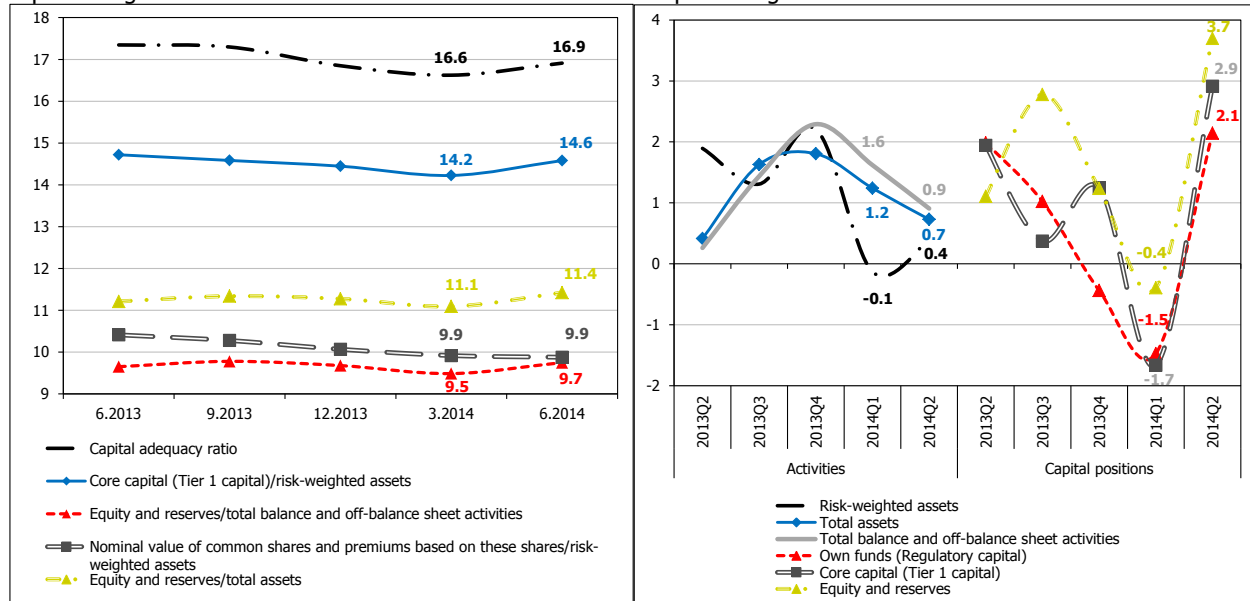 18
17
16
15
14
13
12
11
10
9
16.6
16.9
14.2
14.6
11.1
11.4
9.9
9.9
9.5
9.7
6.2013
9.2013
12.2013
3.2014
6.2014
Capital adequacy ratio
Core capital (Tier 1 capital)/risk-weighted assets
Equity and reserves/total balance and off-balance sheet activities
Nominal value of common shares and premiums based on these shares/risk-
weighted assets
Equity and reserves/total assets
4
3
2
1
0
-1
-2
1.6
0.9
1.2
0.7
0.4
-0.1
3.7
2.9
2.1
-0.4
-1.5
-1.7
2013Q2
2013Q3
2013Q4
2014Q1
2014Q2
2013Q2
2013Q3
2013Q4
2014Q1
2014Q2
Activities
Capital positions
Risk-weighted assets
Total assets
Total balance and off-balance sheet activities
Own funds (Regulatory capital)
Core capital (Tier 1 capital)
Equity and reserves